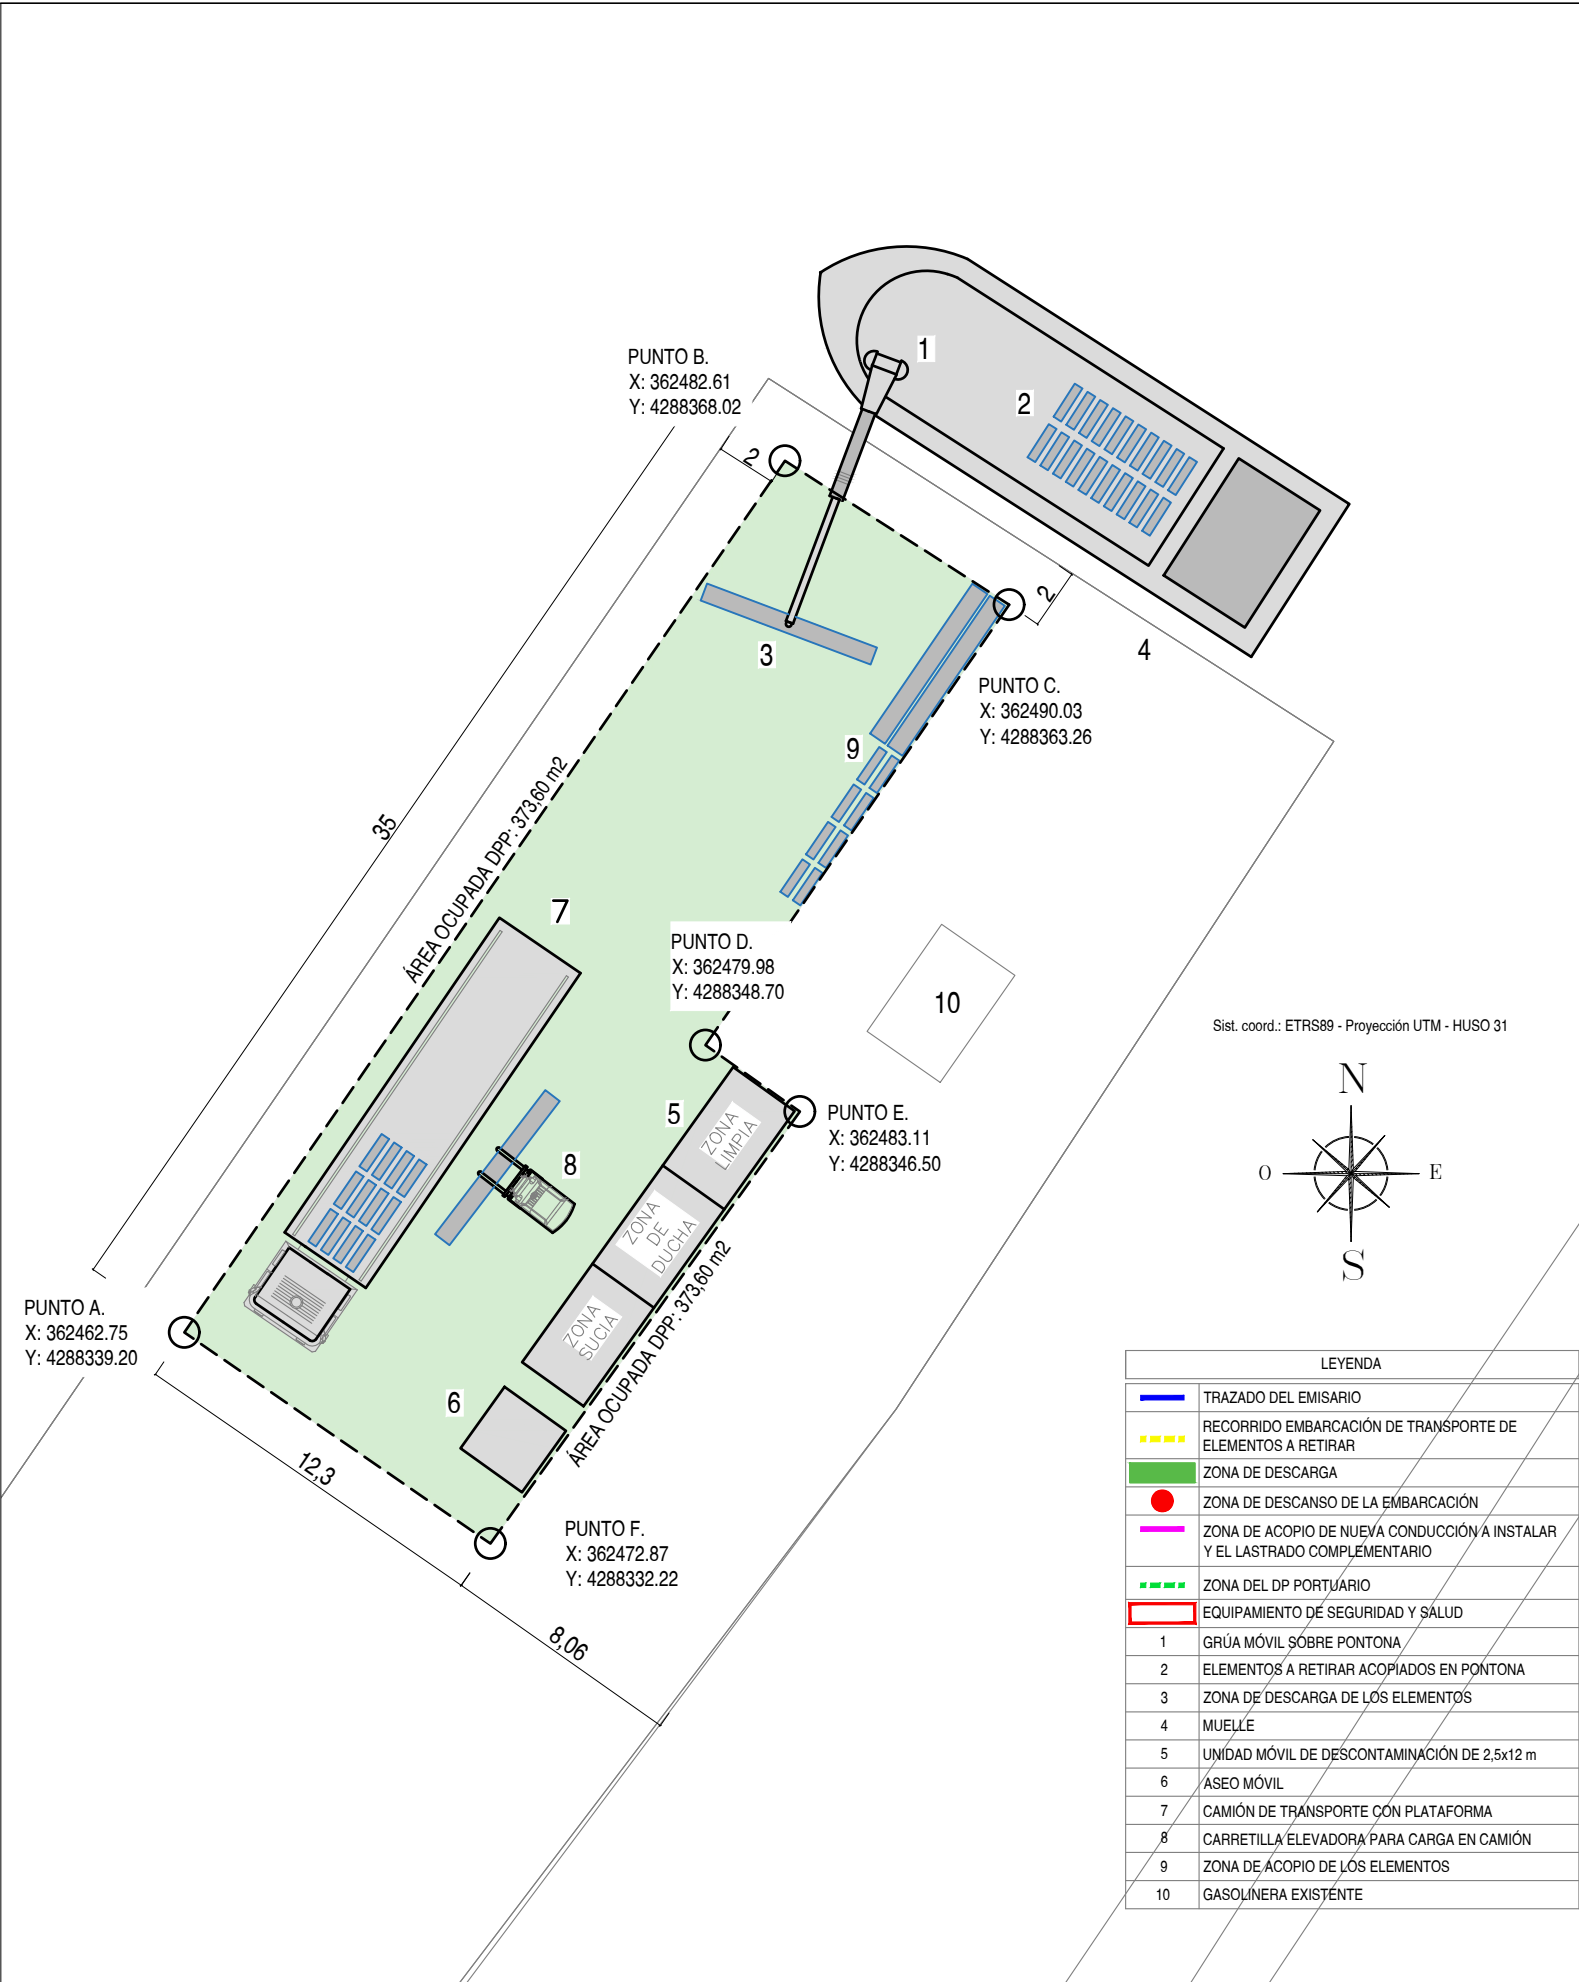 1
2
PUNTO B.
X: 362482.61
Y: 4288368.02
2
2
3
4
PUNTO C.
X: 362490.03
Y: 4288363.26
9
35
ÁREA OCUPADA DPP: 373,60 m2
7
PUNTO D.
X: 362479.98
Y: 4288348.70
10
Sist. coord.: ETRS89 - Proyección UTM - HUSO 31
N
O
E
S
5
ZONA
LIMPIA
PUNTO E.
X: 362483.11
Y: 4288346.50
8
ZONA
DE
DUCHA
ZONA
SUCIA
ÁREA OCUPADA DPP: 373,60 m2
PUNTO A.
X: 362462.75
Y: 4288339.20
6
12,3
PUNTO F.
X: 362472.87
Y: 4288332.22
8,06
LEYENDA
TRAZADO DEL EMISARIO
RECORRIDO EMBARCACIÓN DE TRANSPORTE DE
ELEMENTOS A RETIRAR
ZONA DE DESCARGA
ZONA DE DESCANSO DE LA EMBARCACIÓN
ZONA DE ACOPIO DE NUEVA CONDUCCIÓN A INSTALAR
Y EL LASTRADO COMPLEMENTARIO
ZONA DEL DP PORTUARIO
EQUIPAMIENTO DE SEGURIDAD Y SALUD
1 GRÚA MÓVIL SOBRE PONTONA
2 ELEMENTOS A RETIRAR ACOPIADOS EN PONTONA
3 ZONA DE DESCARGA DE LOS ELEMENTOS
4 MUELLE
5 UNIDAD MÓVIL DE DESCONTAMINACIÓN DE 2,5x12 m
6 ASEO MÓVIL
7 CAMIÓN DE TRANSPORTE CON PLATAFORMA
8 CARRETILLA ELEVADORA PARA CARGA EN CAMIÓN
9 ZONA DE ACOPIO DE LOS ELEMENTOS
10 GASOLINERA EXISTENTE